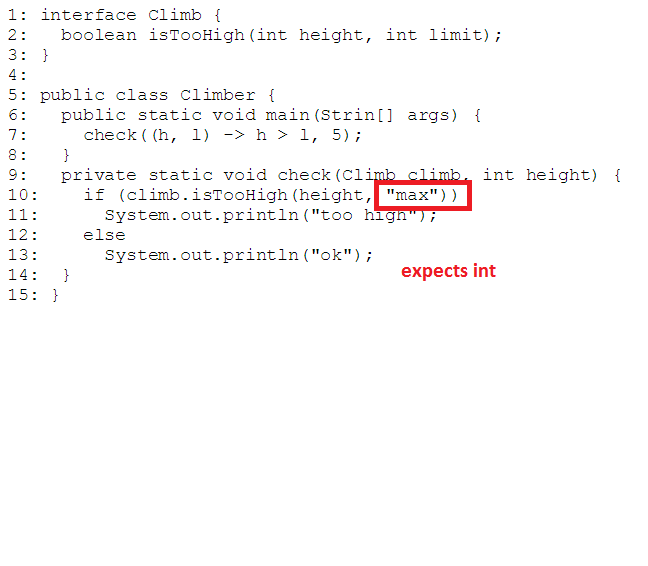 1: interface Climb {
2:   boolean isTooHigh(int height, int limit);
3: }
4:
5: public class Climber {
6:   public static void main(Strin[] args) {
7:     check((h, l) -> h > l, 5);
8:   }
9:   private static void check(Climb climb, int height) {
10:    if (climb.isTooHigh(height, "max"))
11:      System.out.println("too high");
12:    else
13:      System.out.println("ok");
expects int
14:  }
15: }